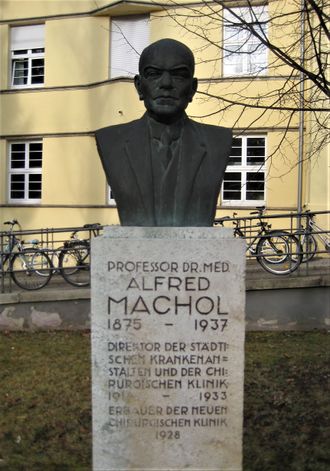 PROFESSOR DR.MED.
ALFRED
MACHOL
1875 - 1937
DIREKTOR DER STÄDTI=
SCHEN KRANKENAN=
STALTEN UND DER CHI=
RURGISCHEN KLINIK
- 1933
ERBAUER DER NEUEN
CHIRURGISCHEN KLINIK
1928